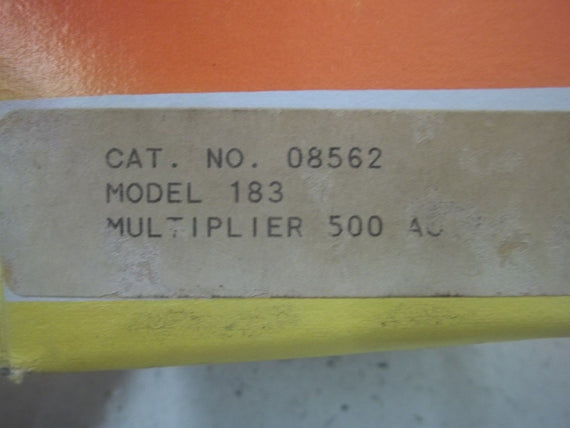 CAT. NO. 08562
MODEL 183
MULTIPLIER 500